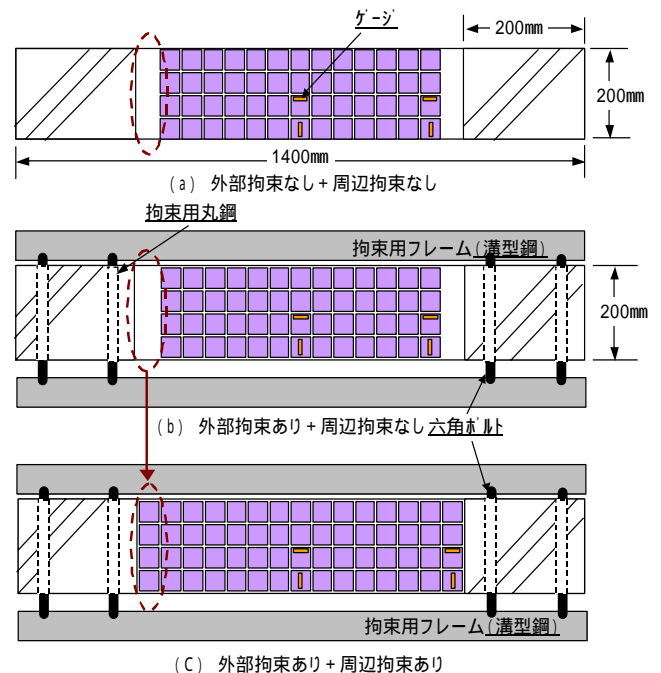 ｹﾞｰｼﾞ
200mm
200mm
1400mm
(a) 外部拘束なし+周辺拘束なし
拘束用丸鋼
拘束用フレーム(溝型鋼)
200mm
(b) 外部拘束あり+周辺拘束なし
六角ﾎﾞﾙﾄ
拘束用フレーム(溝型鋼)
(C) 外部拘束あり+周辺拘束あり